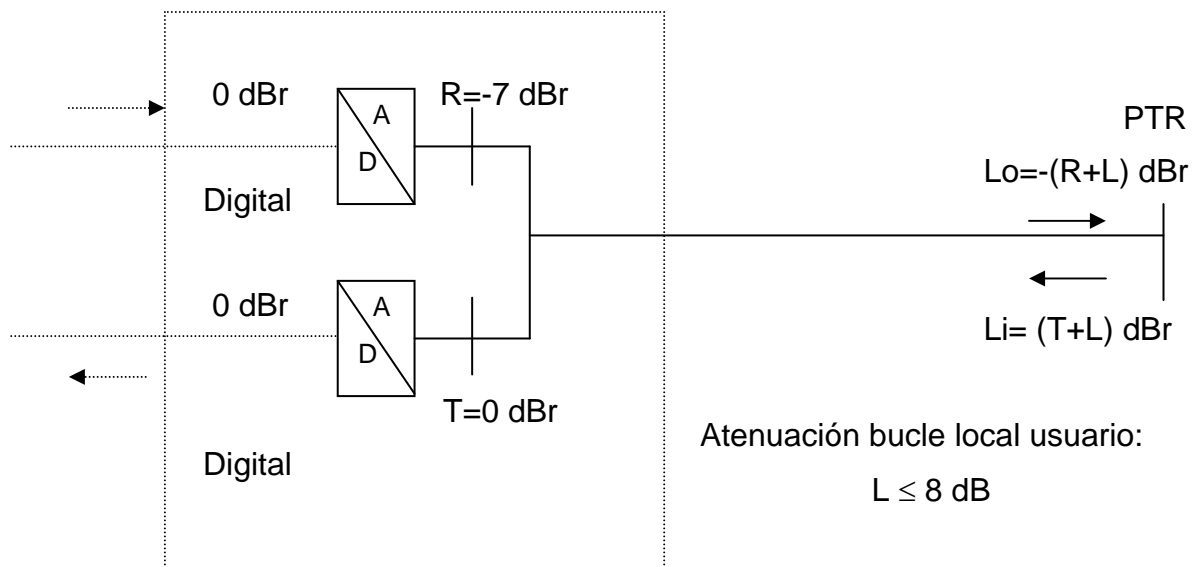 0 dBr
A
D
R=-7 dBr
PTR
Lo=-(R+L) dBr
Digital
0 dBr
A
D
Li= (T+L) dBr
T=0 dBr
Atenuación bucle local usuario:
Digital
L ≤ 8 dB